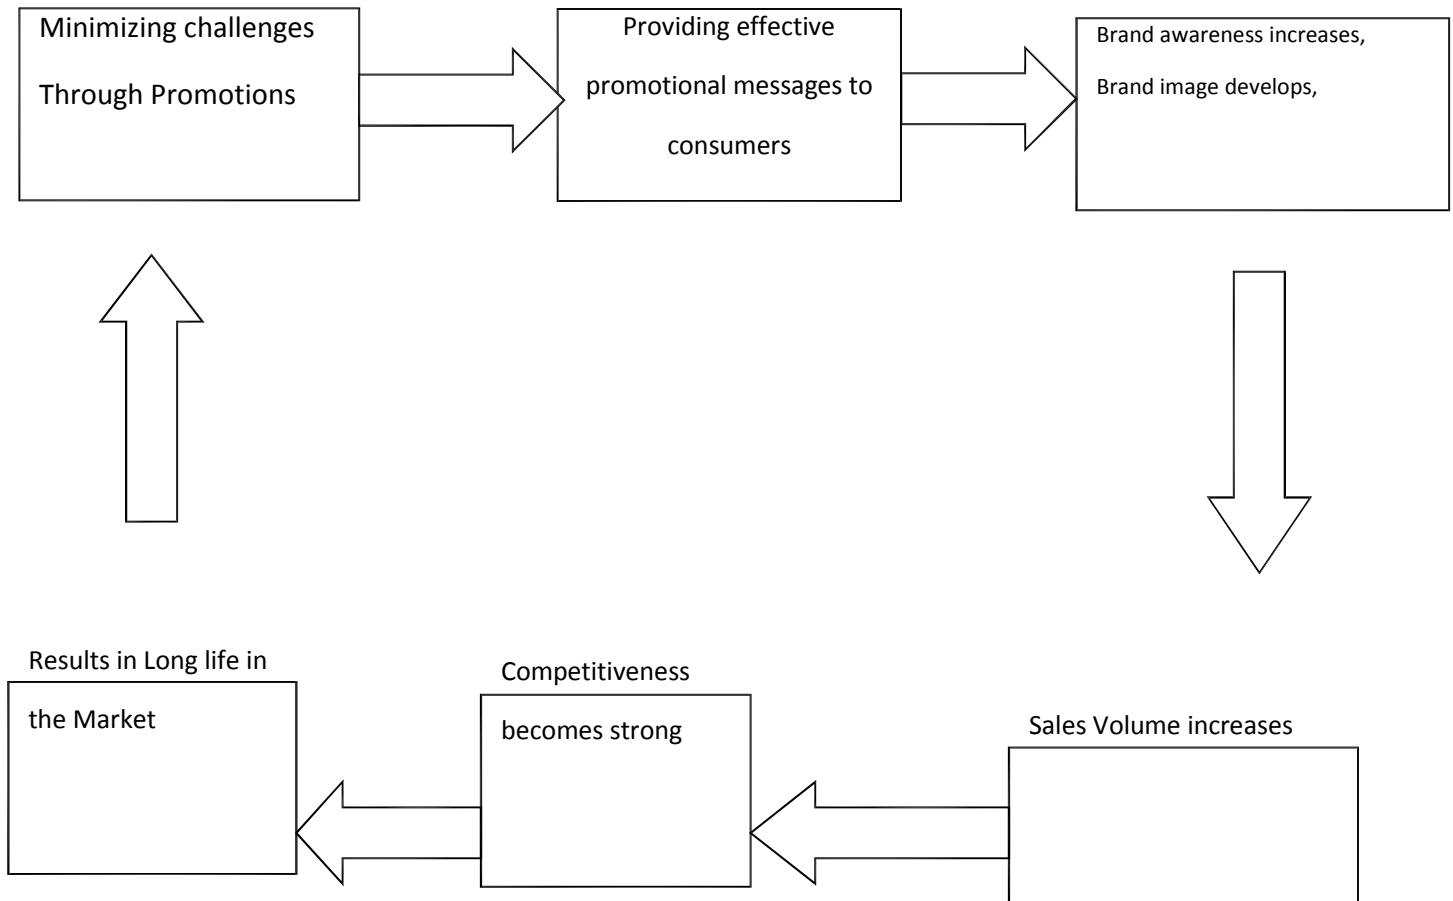 Minimizing challenges
Through Promotions
Providing effective
promotional messages to
consumers
Brand awareness increases,
Brand image develops,
Results in Long life in
the Market
Competitiveness
becomes strong
Sales Volume increases